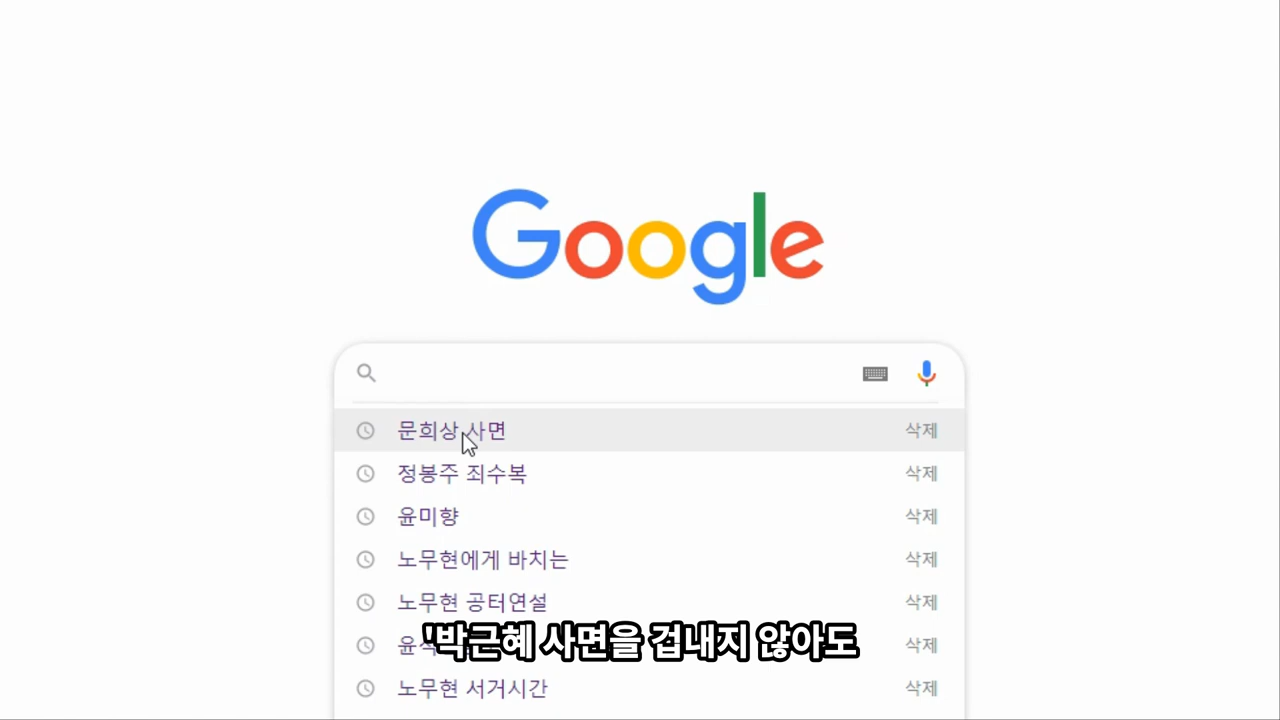 Google
문희상 사면
삭제
정봉주 죄수복
삭제
윤미향
삭제
노무현에게 바치는
삭제
노무현 공터연설
삭제
'박근혜 사면을 겁내지 않아도
삭제
노무현 서거시간
삭제